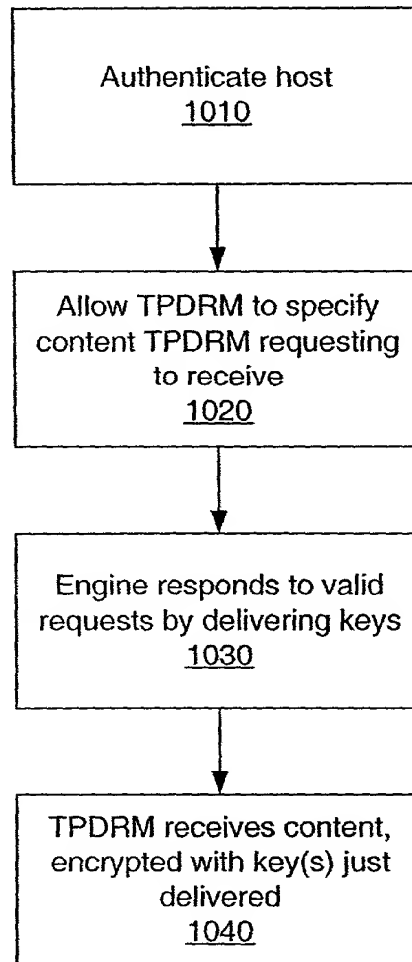 Authenticate host
1010
Allow TPDRM to specify
content TPDRM requesting
to receive
1020
Engine responds to valid
requests by delivering keys
1030
TPDRM receives content,
encrypted with key(s) just
delivered
1040